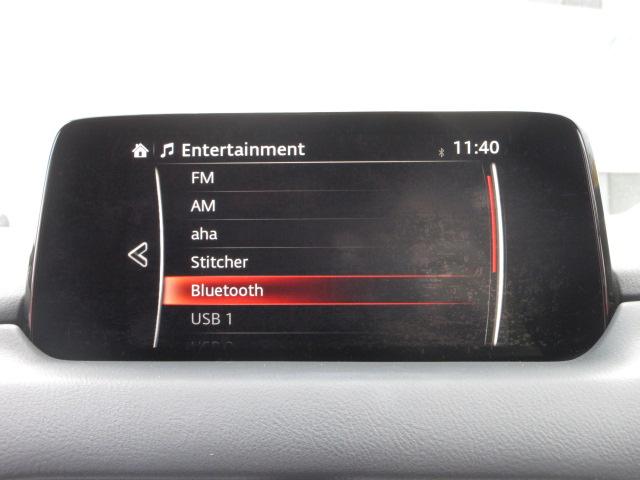 Entertainment 11:40
FM
AM
aha
Stitcher
Bluetooth
USB 1